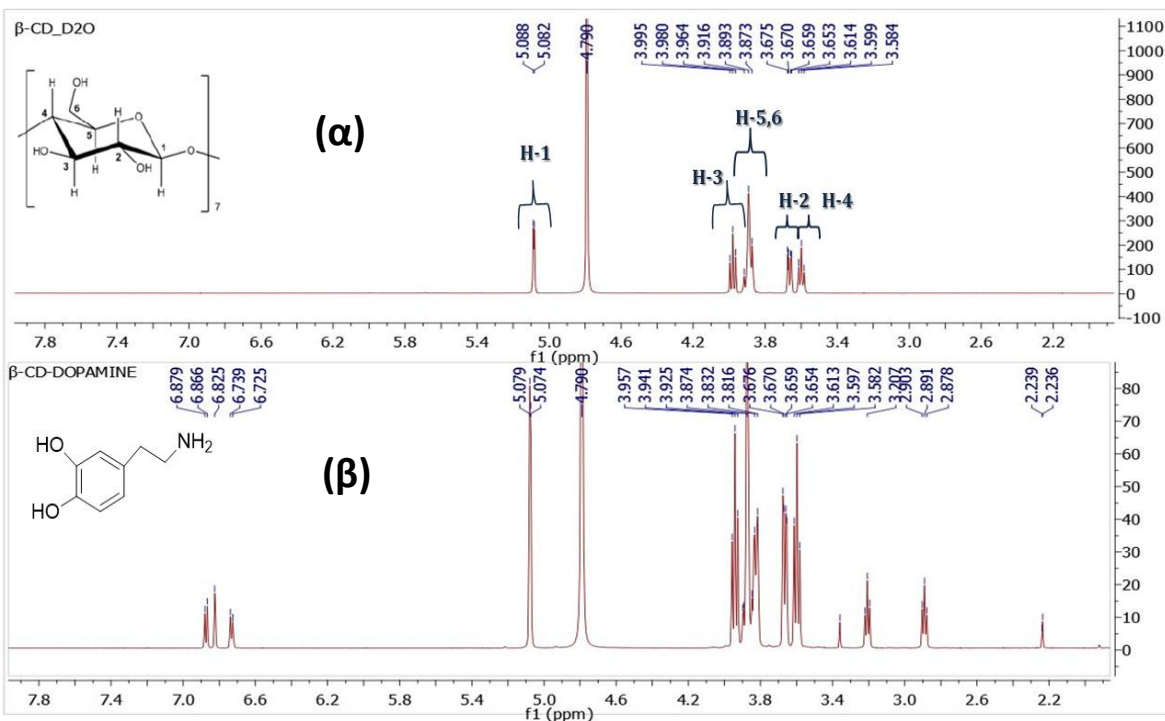 β-CD_D2O
5.088
5.082
4.790
3.995
3.980
3.964
3.916
3.893
3.873
3.675
3.670
3.659
3.653
3.614
3.599
3.584
OH
H
6
4
5
H
O
HO
3
H
2
OH
1
O
H
H
7
(α)
H-1
H-3
H-5,6
H-2
H-4
1100
1000
900
800
700
600
500
400
300
200
100
0
-100
7.8 7.4 7.0 6.6 6.2 5.8 5.4 5.0 4.6 4.2 3.8 3.4 3.0 2.6 2.2
f1 (ppm)
β-CD-DOPAMINE
6.879
6.866
6.825
6.739
6.725
5.079
5.074
4.790
3.957
3.941
3.925
3.874
3.832
3.816
3.676
3.670
3.659
3.654
3.613
3.597
3.582
3.207
2.903
2.891
2.878
2.239
2.236
HO
HO
NH2
(β)
80
70
60
50
40
30
20
10
0
7.8 7.4 7.0 6.6 6.2 5.8 5.4 5.0 4.6 4.2 3.8 3.4 3.0 2.6 2.2
f1 (ppm)